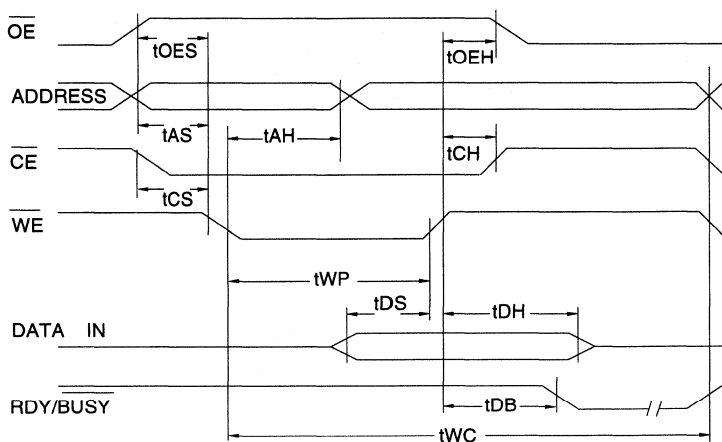 OE
tOES
tOEH
ADDRESS
tAS
tAH
tCH
CE
tCS
WE
tWP
tDS
tDH
DATA IN
RDY/BUSY
tDB
tWC